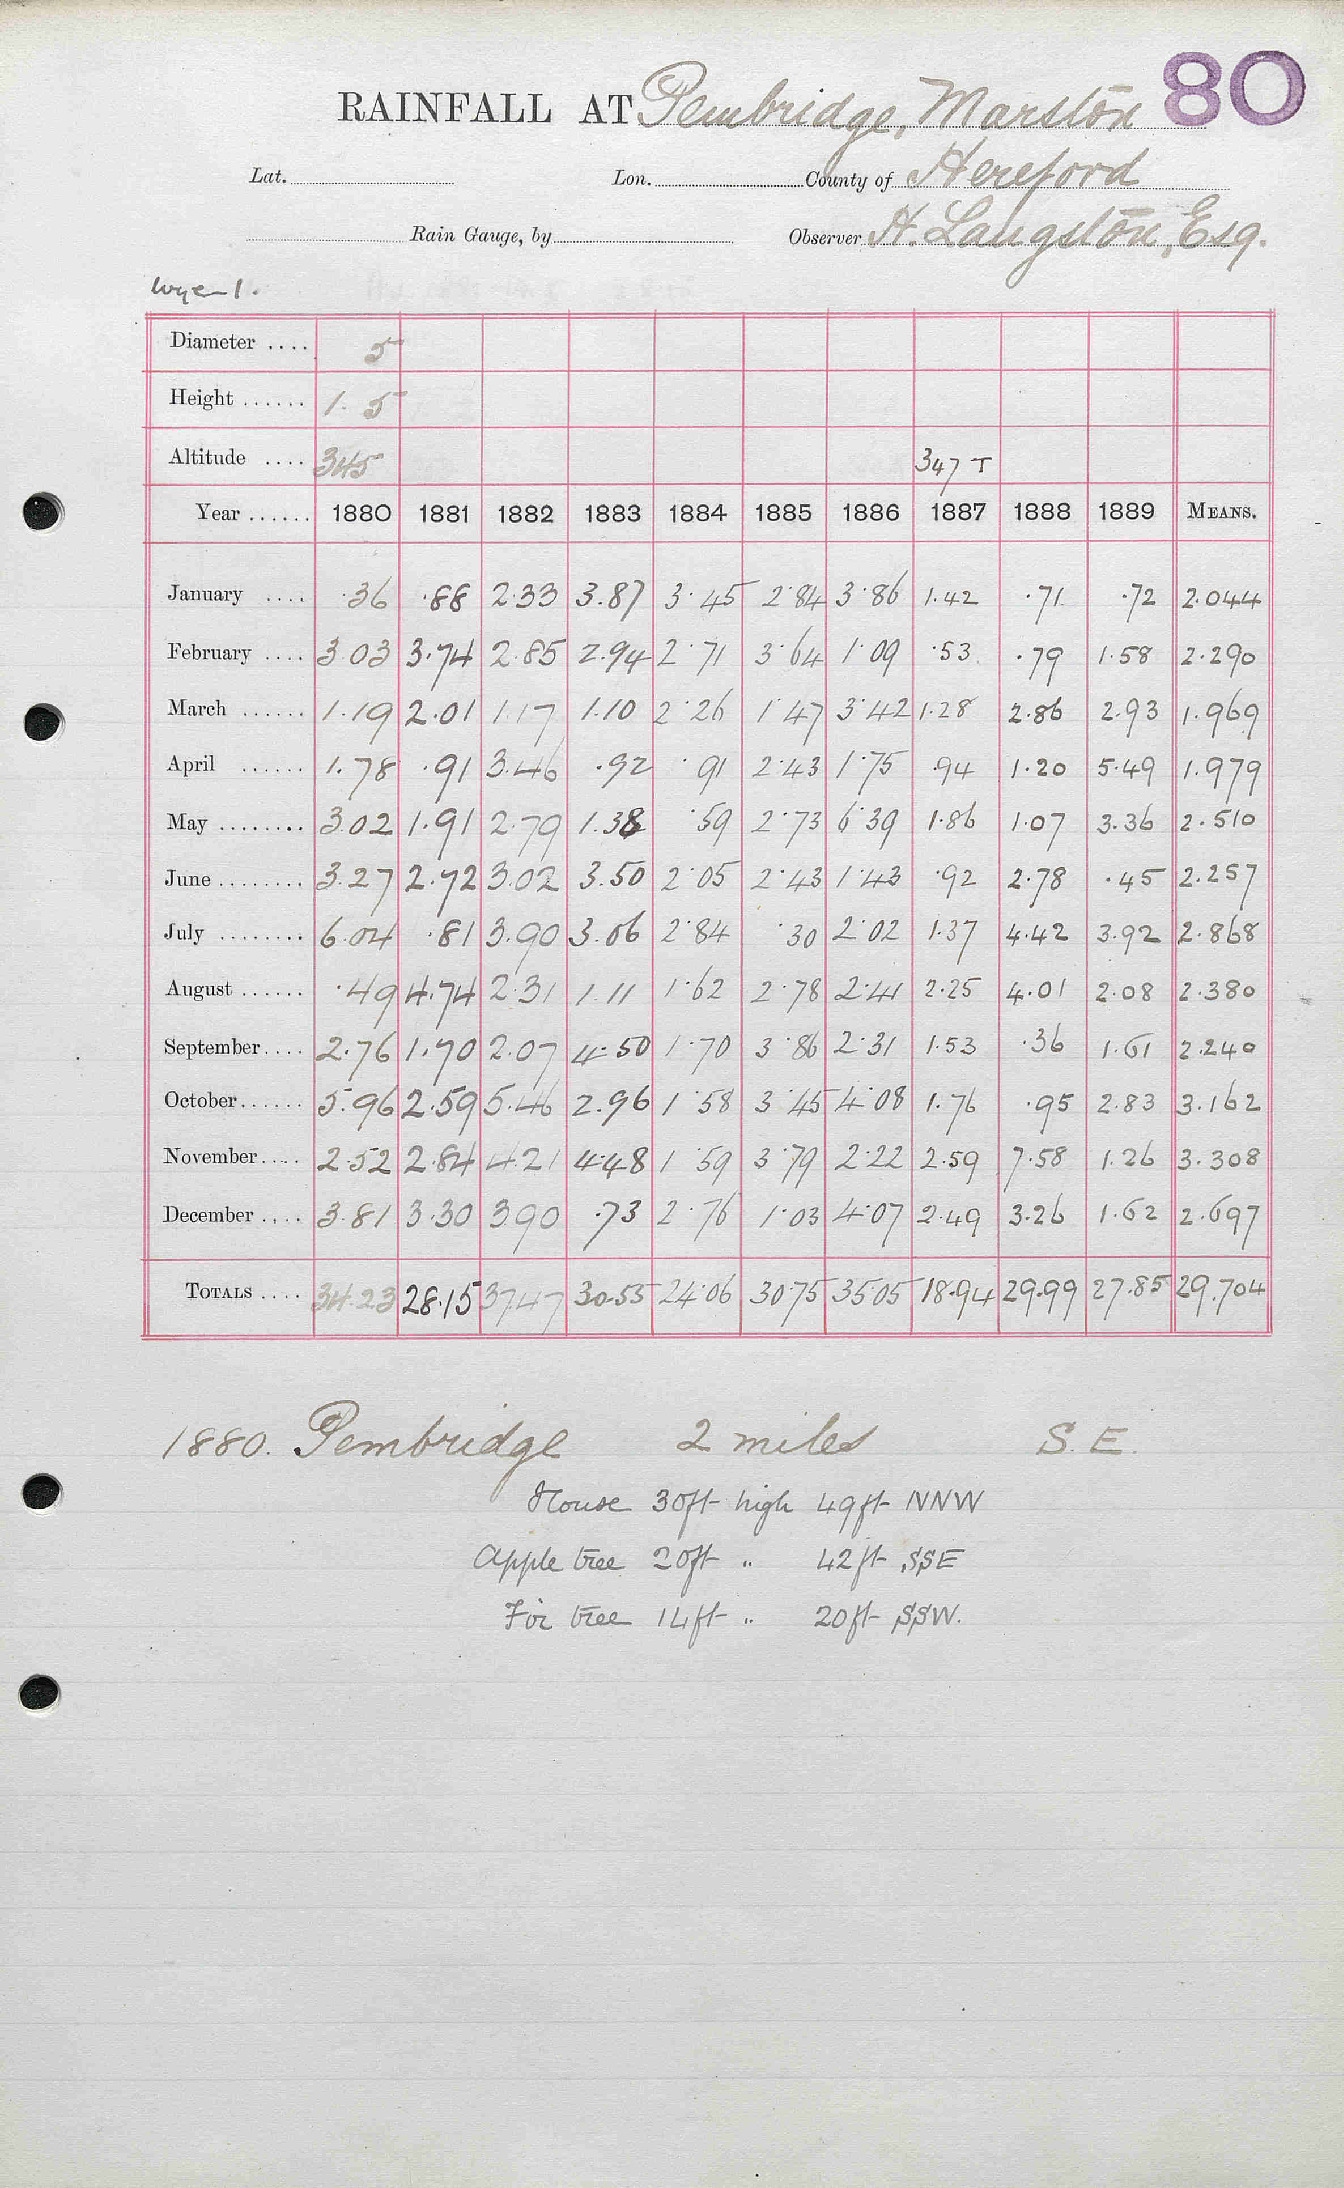 80
RAINFALL AT Pembridge, Marston
Lat. Lon. County of Hereford
Rain Gauge, by Observer H. Langston, Esq.
Wye 1.
Diameter .... 5
Height ...... 1. 5
Altitude .... 345 347 T
Year ...... 1880 1881 1882 1883 1884 1885 1886 1887 1888 1889 MEANS.
January .... .36 .88 2.33 3.87 3.45 2.84 3.86 1.42 .71 .72 2.044
February .... 3.03 3.74 2.85 2.94 2.71 3.64 1.09 .53 .79 1.58 2.290
March ...... 1.19 2.01 1.17 1.10 2.26 1.47 3.42 1.28 2.86 2.93 1.969
April ...... 1.78 .91 3.46 .92 .91 2.43 1.75 .94 1.20 5.49 1.979
May ........ 3.02 1.91 2.79 1.38 .59 2.73 6.39 1.86 1.07 3.36 2.510
June ........ 3.27 2.72 3.02 3.50 2.05 2.43 1.43 .92 2.78 .45 2.257
July ........ 6.04 .81 3.90 3.06 2.84 .30 2.02 1.37 4.42 3.92 2.868
August ...... .49 4.74 2.31 1.11 1.62 2.78 2.41 2.25 4.01 2.08 2.380
September.... 2.76 1.70 2.07 4.50 1.70 3.86 2.31 1.53 .36 1.61 2.240
October...... 5.96 2.59 5.46 2.96 1.58 3.45 4.08 1.76 .95 2.83 3.162
November.... 2.52 2.84 4.21 4.48 1.59 3.79 2.22 2.59 7.58 1.26 3.308
December .... 3.81 3.30 3.90 .73 2.76 1.03 4.07 2.49 3.26 1.62 2.697
TOTALS .... 34.23 28.15 37.47 30.55 24.06 30.75 35.05 18.94 29.99 27.85 29.704
1880. Pembridge 2 miles S.E.
House 30ft high 49ft NNW
Apple tree 20ft " 42ft SSE
Fir tree 14ft " 20ft SSW.